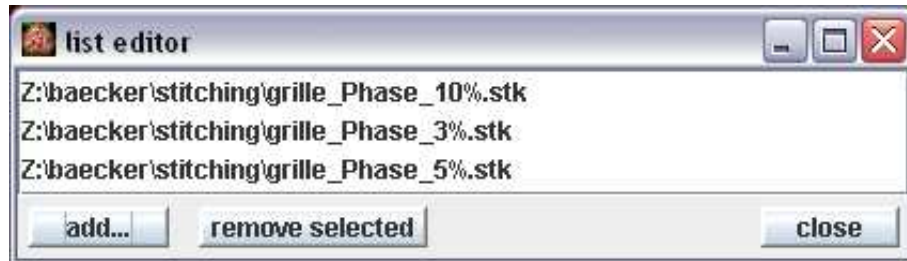 list editor
Z:\baecker\stitching\grille_Phase_10%.stk
Z:\baecker\stitching\grille_Phase_3%.stk
Z:\baecker\stitching\grille_Phase_5%.stk
add... remove selected close